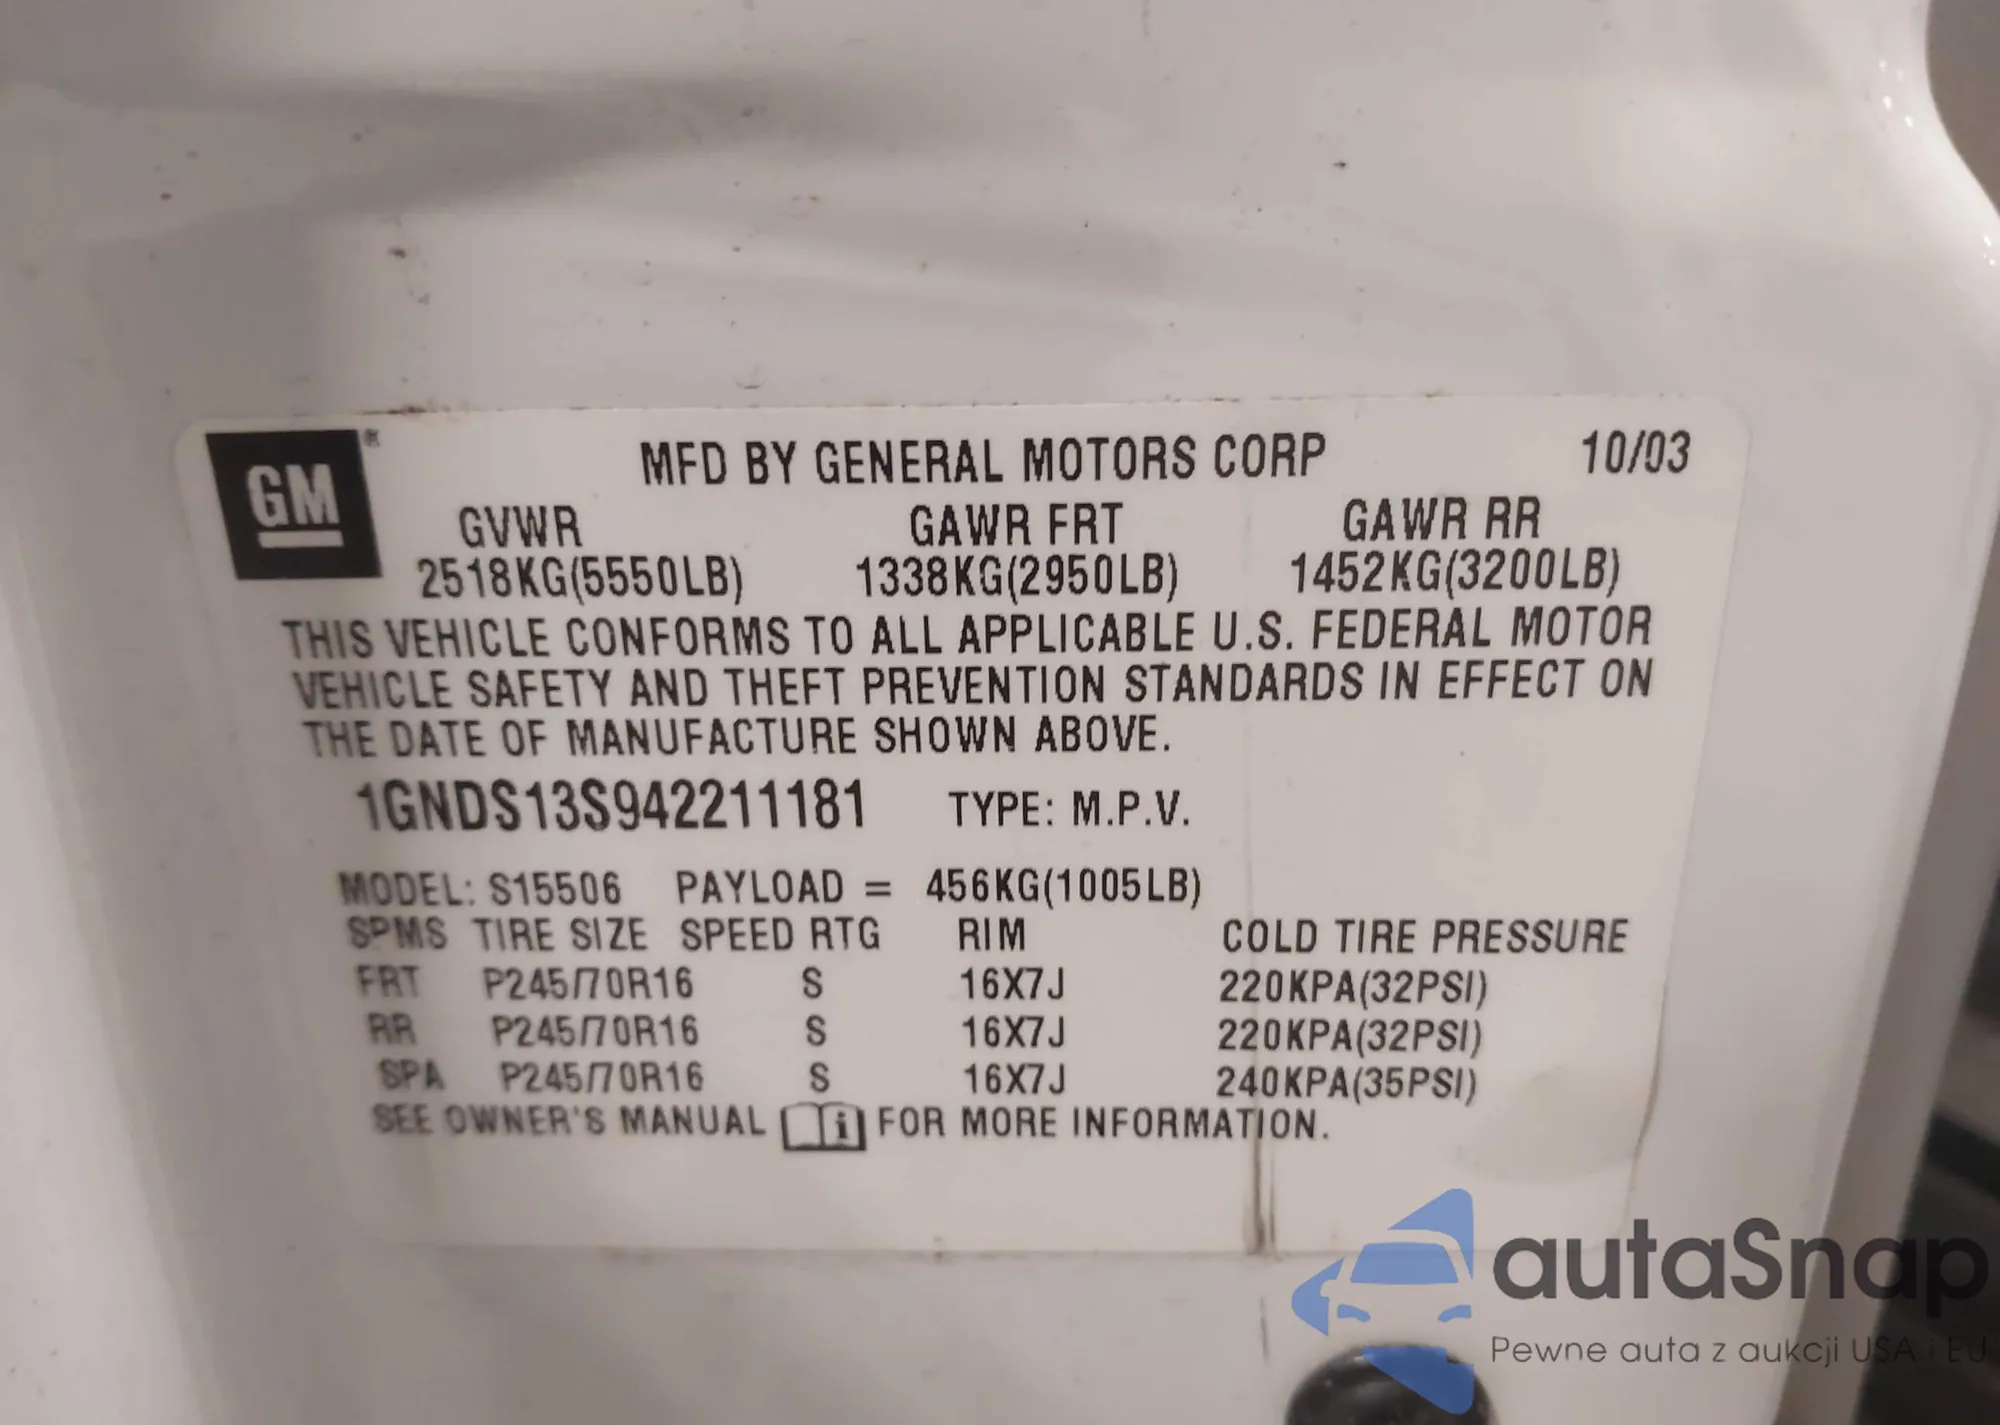 GM ®
MFD BY GENERAL MOTORS CORP 10/03
GVWR GAWR FRT GAWR RR
2518KG(5550LB) 1338KG(2950LB) 1452KG(3200LB)
THIS VEHICLE CONFORMS TO ALL APPLICABLE U.S. FEDERAL MOTOR
VEHICLE SAFETY AND THEFT PREVENTION STANDARDS IN EFFECT ON
THE DATE OF MANUFACTURE SHOWN ABOVE.
1GNDS13S942211181 TYPE: M.P.V.
MODEL: S15506 PAYLOAD = 456KG(1005LB)
SPMS TIRE SIZE SPEED RTG RIM COLD TIRE PRESSURE
FRT P245/70R16 S 16X7J 220KPA(32PSI)
RR P245/70R16 S 16X7J 220KPA(32PSI)
SPA P245/70R16 S 16X7J 240KPA(35PSI)
SEE OWNER'S MANUAL i FOR MORE INFORMATION.
autaSnap
Pewne auta z aukcji USA i EU